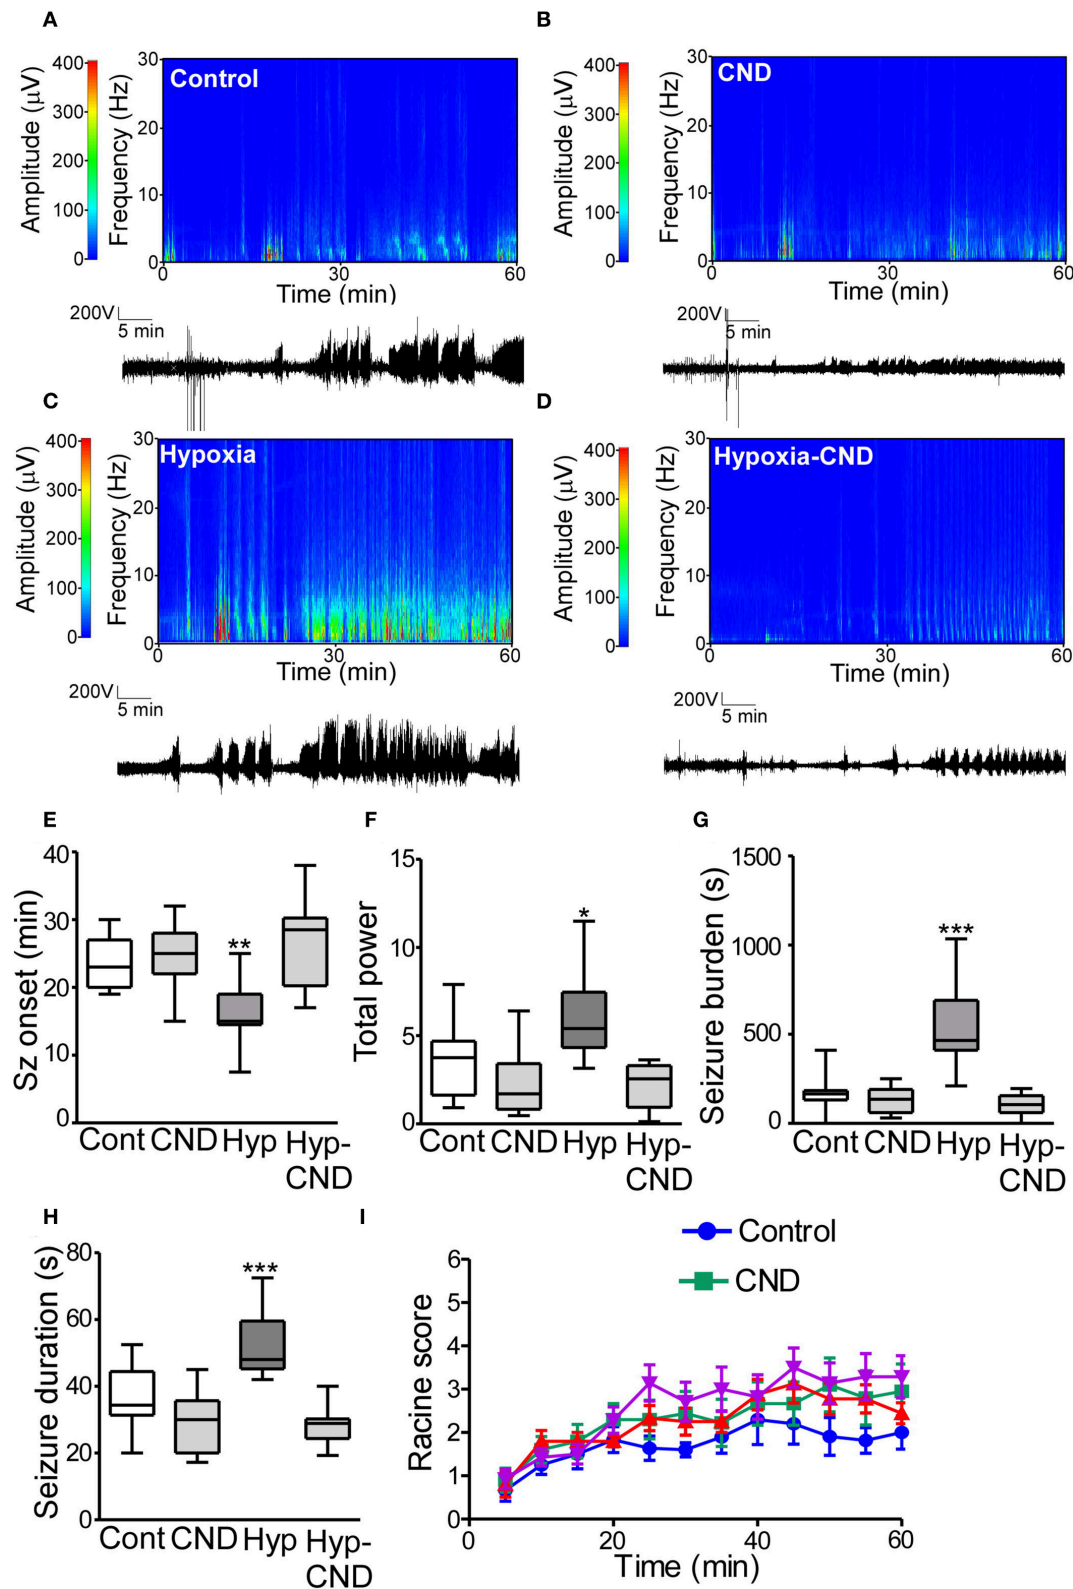 A
Amplitude (µV)
400
300
200
100
0
Frequency (Hz)
30
20
10
0
Control
0
30
60
Time (min)
200V
5 min
B
Amplitude (µV)
400
300
200
100
0
Frequency (Hz)
30
20
10
0
CND
0
30
60
Time (min)
200V
5 min
C
Amplitude (µV)
400
300
200
100
0
Frequency (Hz)
30
20
10
0
Hypoxia
0
30
60
Time (min)
200V
5 min
D
Amplitude (µV)
400
300
200
100
0
Frequency (Hz)
30
20
10
0
Hypoxia-CND
0
30
60
Time (min)
200V
5 min
E
Sz onset (min)
40
30
20
10
0
**
Cont CND Hyp Hyp-
CND
F
Total power
15
10
5
0
*
Cont CND Hyp Hyp-
CND
G
Seizure burden (s)
1500
1000
500
0
***
Cont CND Hyp Hyp-
CND
H
Seizure duration (s)
80
60
40
20
0
***
Cont CND Hyp Hyp-
CND
I
Control
CND
Racine score
6
5
4
3
2
1
0
0
20
40
60
Time (min)